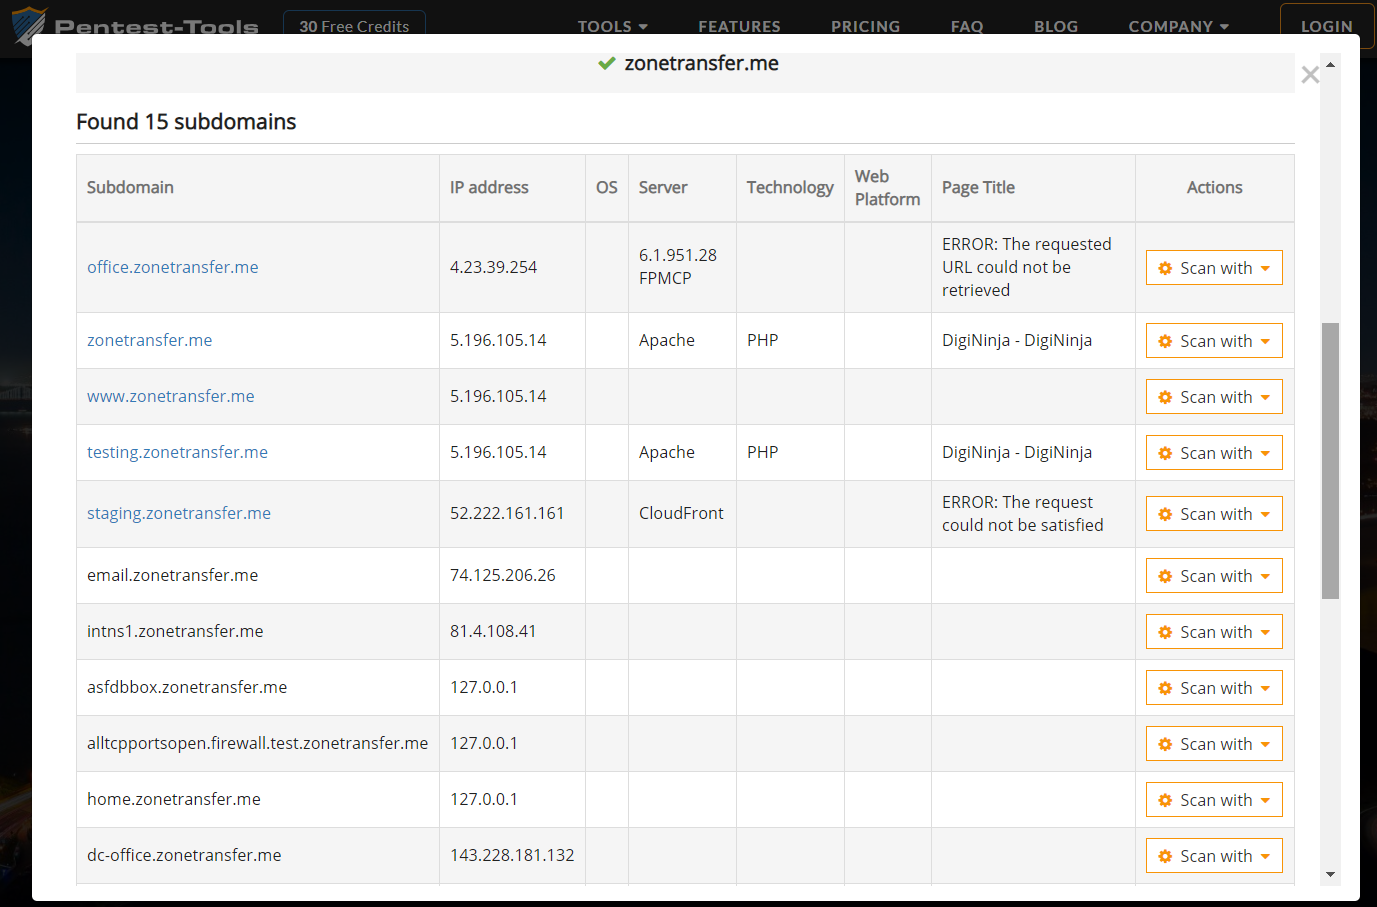 Pentest-Tools
30 Free Credits
TOOLS
FEATURES
PRICING
FAQ
BLOG
COMPANY
LOGIN
zonetransfer.me
Found 15 subdomains
Subdomain
IP address
OS
Server
Technology
Web
Platform
Page Title
Actions
office.zonetransfer.me
4.23.39.254
6.1.951.28
FPMCP
ERROR: The requested
URL could not be
retrieved
Scan with
zonetransfer.me
5.196.105.14
Apache
PHP
DigiNinja - DigiNinja
Scan with
www.zonetransfer.me
5.196.105.14
Scan with
testing.zonetransfer.me
5.196.105.14
Apache
PHP
DigiNinja - DigiNinja
Scan with
staging.zonetransfer.me
52.222.161.161
CloudFront
ERROR: The request
could not be satisfied
Scan with
email.zonetransfer.me
74.125.206.26
Scan with
intns1.zonetransfer.me
81.4.108.41
Scan with
asfdbbox.zonetransfer.me
127.0.0.1
Scan with
alltcpportsopen.firewall.test.zonetransfer.me
127.0.0.1
Scan with
home.zonetransfer.me
127.0.0.1
Scan with
dc-office.zonetransfer.me
143.228.181.132
Scan with